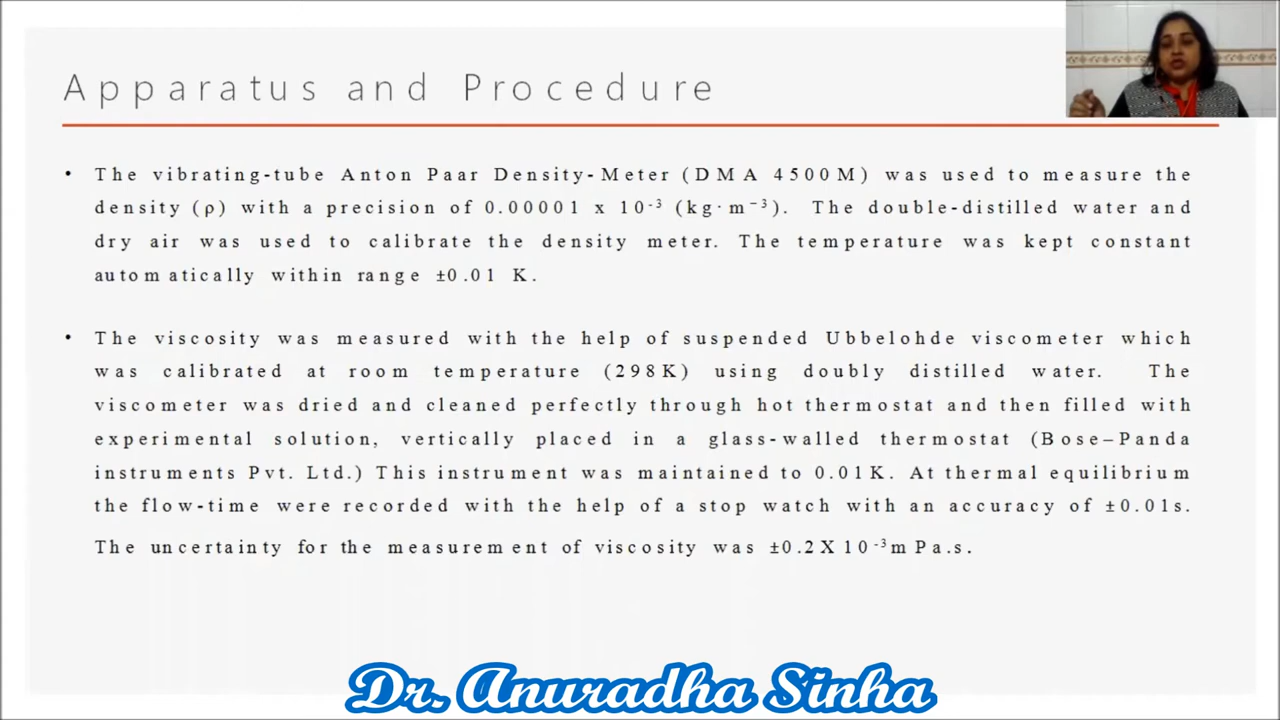 Apparatus and Procedure
• The vibrating-tube Anton Paar Density-Meter (DMA 4500M) was used to measure the
density (ρ) with a precision of 0.00001 x 10⁻³ (kg·m⁻³). The double-distilled water and
dry air was used to calibrate the density meter. The temperature was kept constant
automatically within range ±0.01 K.
• The viscosity was measured with the help of suspended Ubbelohde viscometer which
was calibrated at room temperature (298K) using doubly distilled water. The
viscometer was dried and cleaned perfectly through hot thermostat and then filled with
experimental solution, vertically placed in a glass-walled thermostat (Bose–Panda
instruments Pvt. Ltd.) This instrument was maintained to 0.01K. At thermal equilibrium
the flow-time were recorded with the help of a stop watch with an accuracy of ±0.01s.
The uncertainty for the measurement of viscosity was ±0.2X10⁻³m Pa.s.
Dr. Anuradha Sinha